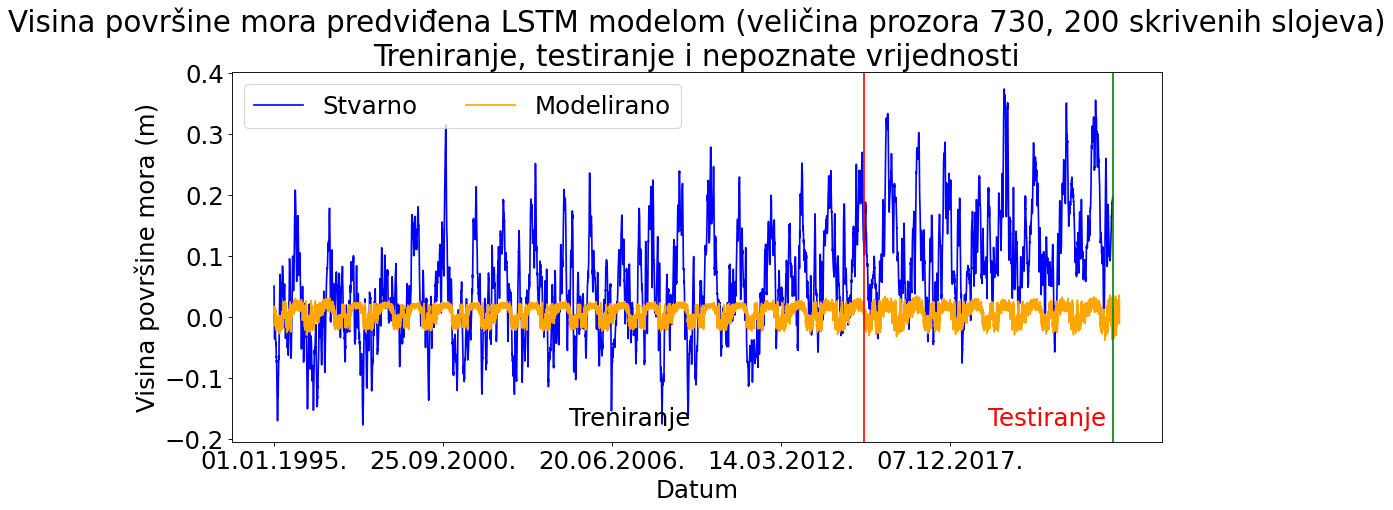 Visina površine mora predviđena LSTM modelom (veličina prozora 730, 200 skrivenih slojeva)
Treniranje, testiranje i nepoznate vrijednosti
Stvarno
Modelirano
Visina površine mora (m)
0.4
0.3
0.2
0.1
0.0
−0.1
−0.2
Treniranje
Testiranje
01.01.1995.
25.09.2000.
20.06.2006.
14.03.2012.
07.12.2017.
Datum